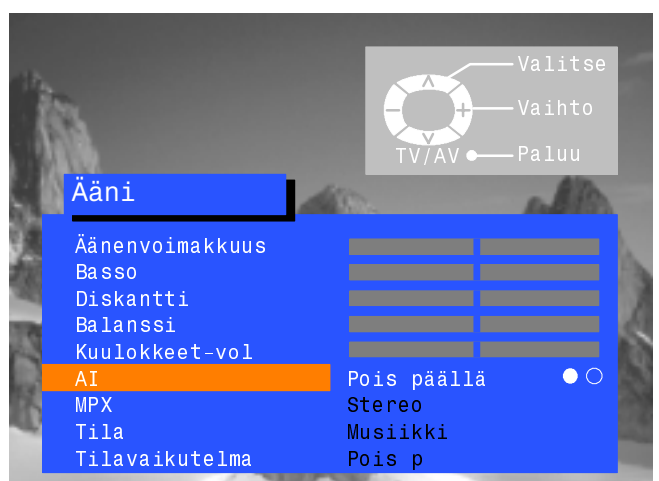 Valitse
Vaihto
TV/AV Paluu
Ääni
Äänenvoimakkuus
Basso
Diskantti
Balanssi
Kuulokkeet-vol
AI Pois päällä
MPX Stereo
Tila Musiikki
Tilavaikutelma Pois p